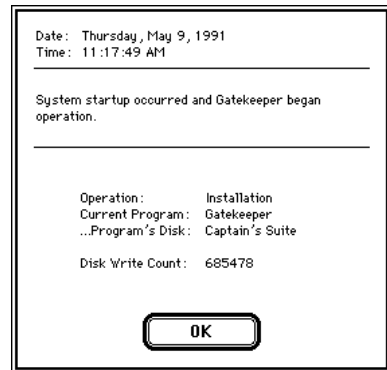 Date: Thursday, May 9, 1991
Time: 11:17:49 AM
System startup occurred and Gatekeeper began
operation.
Operation: Installation
Current Program: Gatekeeper
...Program's Disk: Captain's Suite
Disk Write Count: 685478
OK